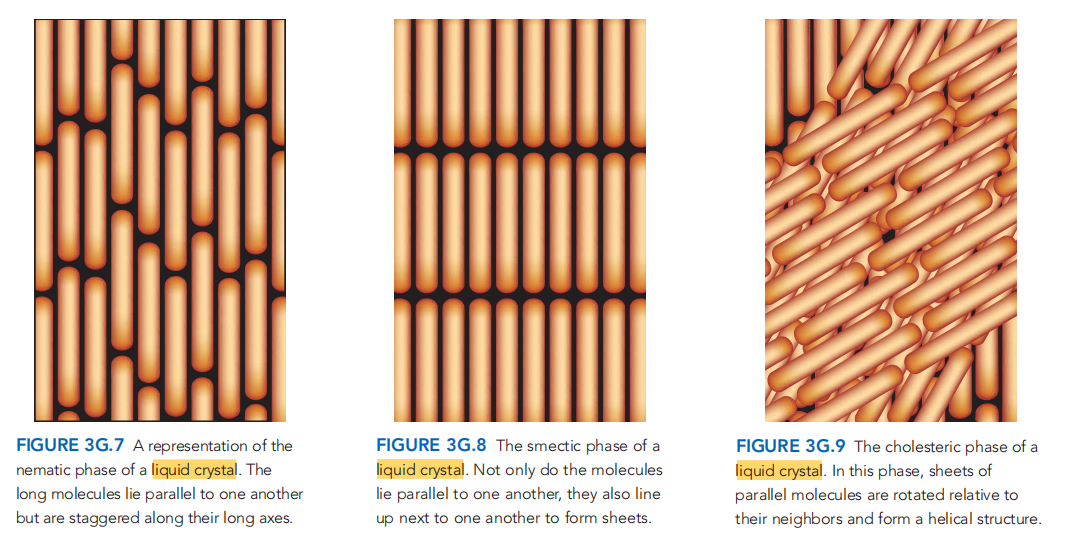 FIGURE 3G.7 A representation of the
nematic phase of a liquid crystal. The
long molecules lie parallel to one another
but are staggered along their long axes.
FIGURE 3G.8 The smectic phase of a
liquid crystal. Not only do the molecules
lie parallel to one another, they also line
up next to one another to form sheets.
FIGURE 3G.9 The cholesteric phase of a
liquid crystal. In this phase, sheets of
parallel molecules are rotated relative to
their neighbors and form a helical structure.